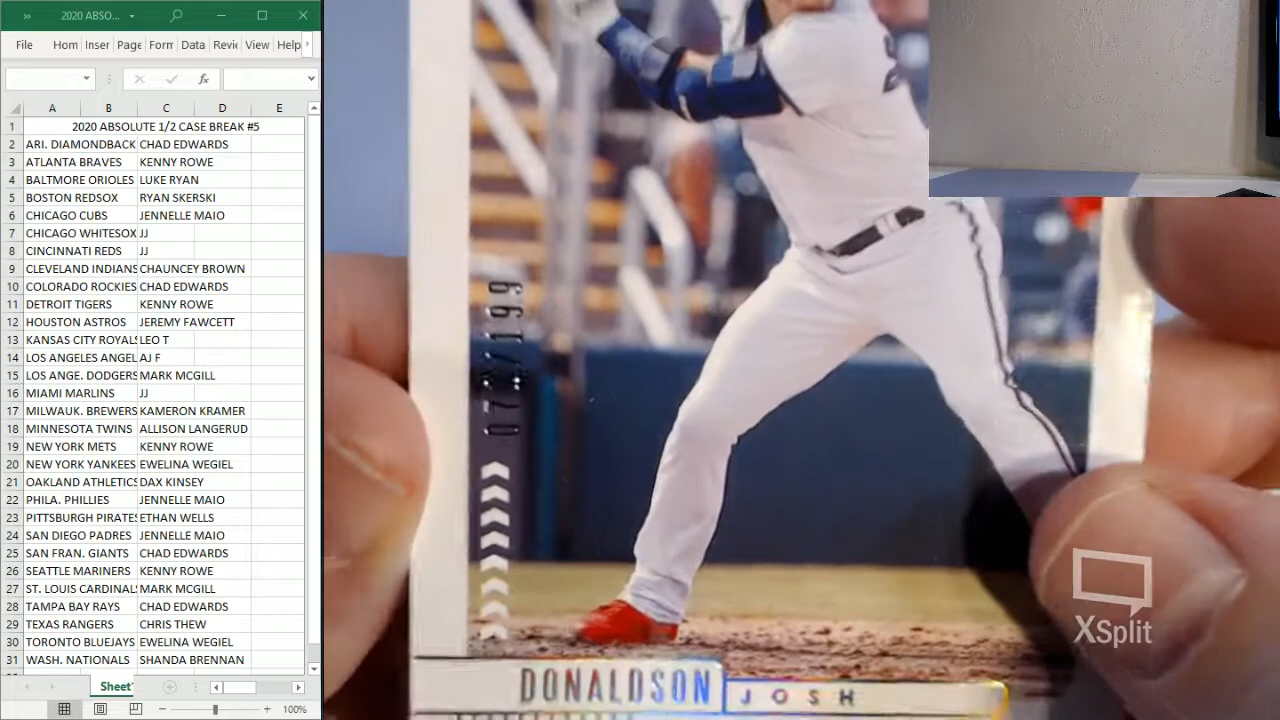 2020 ABSO...
File Hom Inser Page Form Data Revie View Help
fx
A B C D E
1 2020 ABSOLUTE 1/2 CASE BREAK #5
2 ARI. DIAMONDBACK CHAD EDWARDS
3 ATLANTA BRAVES KENNY ROWE
4 BALTMORE ORIOLES LUKE RYAN
5 BOSTON REDSOX RYAN SKERSKI
6 CHICAGO CUBS JENNELLE MAIO
7 CHICAGO WHITESOX JJ
8 CINCINNATI REDS JJ
9 CLEVELAND INDIANS CHAUNCEY BROWN
10 COLORADO ROCKIES CHAD EDWARDS
11 DETROIT TIGERS KENNY ROWE
12 HOUSTON ASTROS JEREMY FAWCETT
13 KANSAS CITY ROYALS LEO T
14 LOS ANGELES ANGEL AJ F
15 LOS ANGE. DODGERS MARK MCGILL
16 MIAMI MARLINS JJ
17 MILWAUK. BREWERS KAMERON KRAMER
18 MINNESOTA TWINS ALLISON LANGERUD
19 NEW YORK METS KENNY ROWE
20 NEW YORK YANKEES EWELINA WEGIEL
21 OAKLAND ATHLETICS DAX KINSEY
22 PHILA. PHILLIES JENNELLE MAIO
23 PITTSBURGH PIRATES ETHAN WELLS
24 SAN DIEGO PADRES JENNELLE MAIO
25 SAN FRAN. GIANTS CHAD EDWARDS
26 SEATTLE MARINERS KENNY ROWE
27 ST. LOUIS CARDINALS MARK MCGILL
28 TAMPA BAY RAYS CHAD EDWARDS
29 TEXAS RANGERS CHRIS THEW
30 TORONTO BLUEJAYS EWELINA WEGIEL
31 WASH. NATIONALS SHANDA BRENNAN
Sheet
100%
DONALDSON JOSH
XSplit